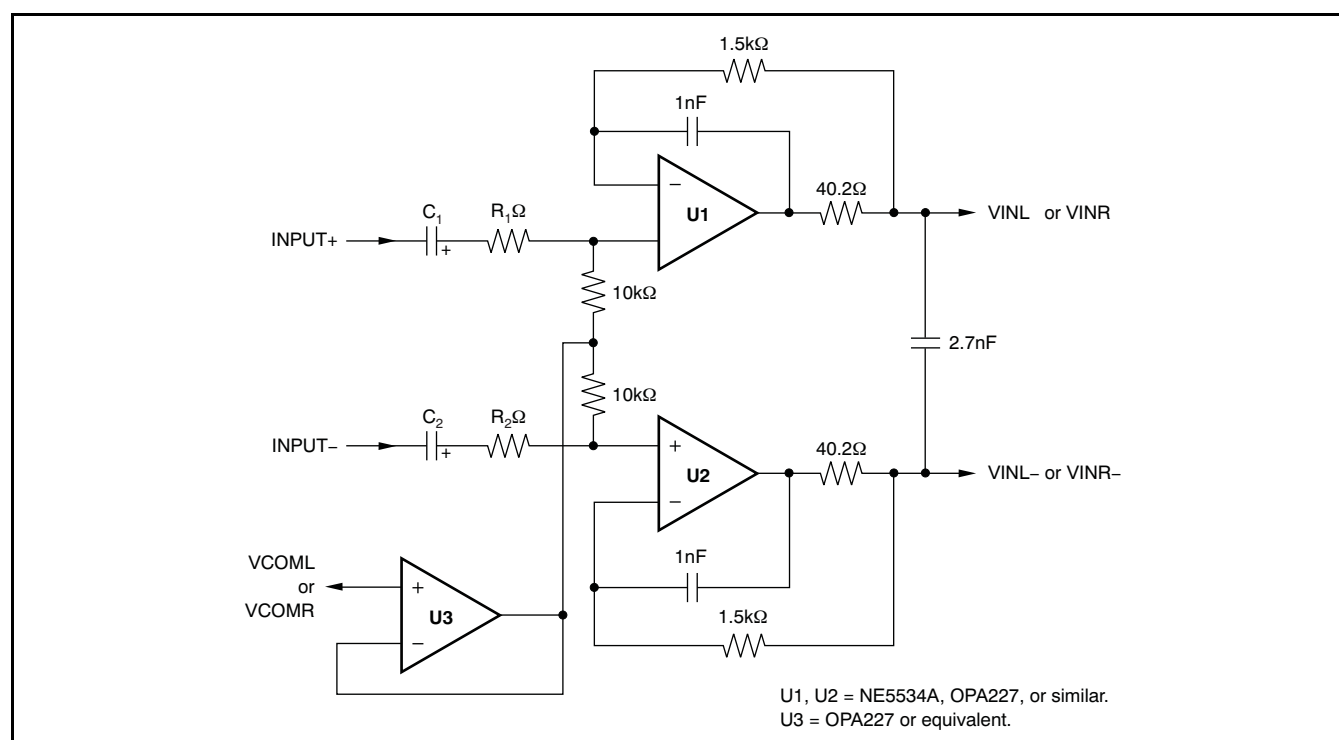 1.5kΩ
1nF
−
U1
40.2Ω
VINL or VINR
C1
+
R1Ω
INPUT+
10kΩ
2.7nF
10kΩ
C2
+
R2Ω
INPUT−
+
U2
−
40.2Ω
VINL− or VINR−
1nF
1.5kΩ
VCOML
or
VCOMR
+
U3
−
U1, U2 = NE5534A, OPA227, or similar.
U3 = OPA227 or equivalent.